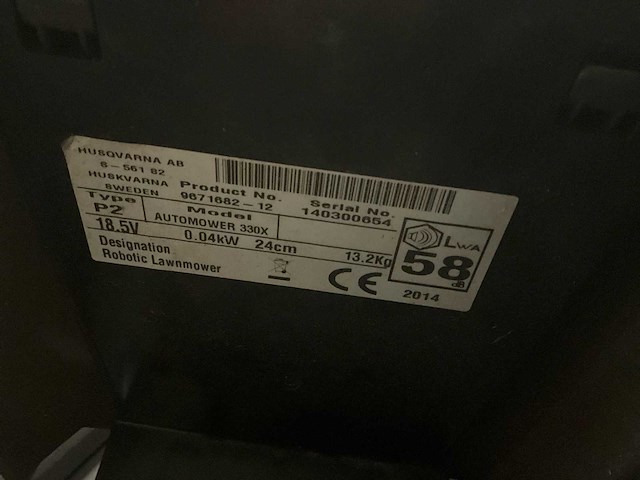 HUSQVARNA AB
S-561 82
HUSKVARNA
SWEDEN
Product No.
9671682-12
Serial No.
140300654
Type
P2
Model
AUTOMOWER 330X
18.5V 0.04kW 24cm 13.2Kg
Designation
Robotic Lawnmower
CE
LWA
58
dB
2014